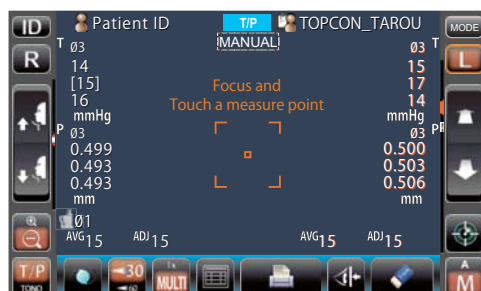 ID Patient ID T/P TOPCON_TAROU MODE
MANUAL
R T Ø3 Ø3 T L
14 15
[15] 17
16 14
mmHg mmHg
Focus and
Touch a measure point
P Ø3 Ø3 P
0.499 0.500
0.493 0.503
0.493 0.506
mm mm
Ø1
AVG15 ADJ15 AVG15 ADJ15
T/P TONO 30 60 1x MULTI A M